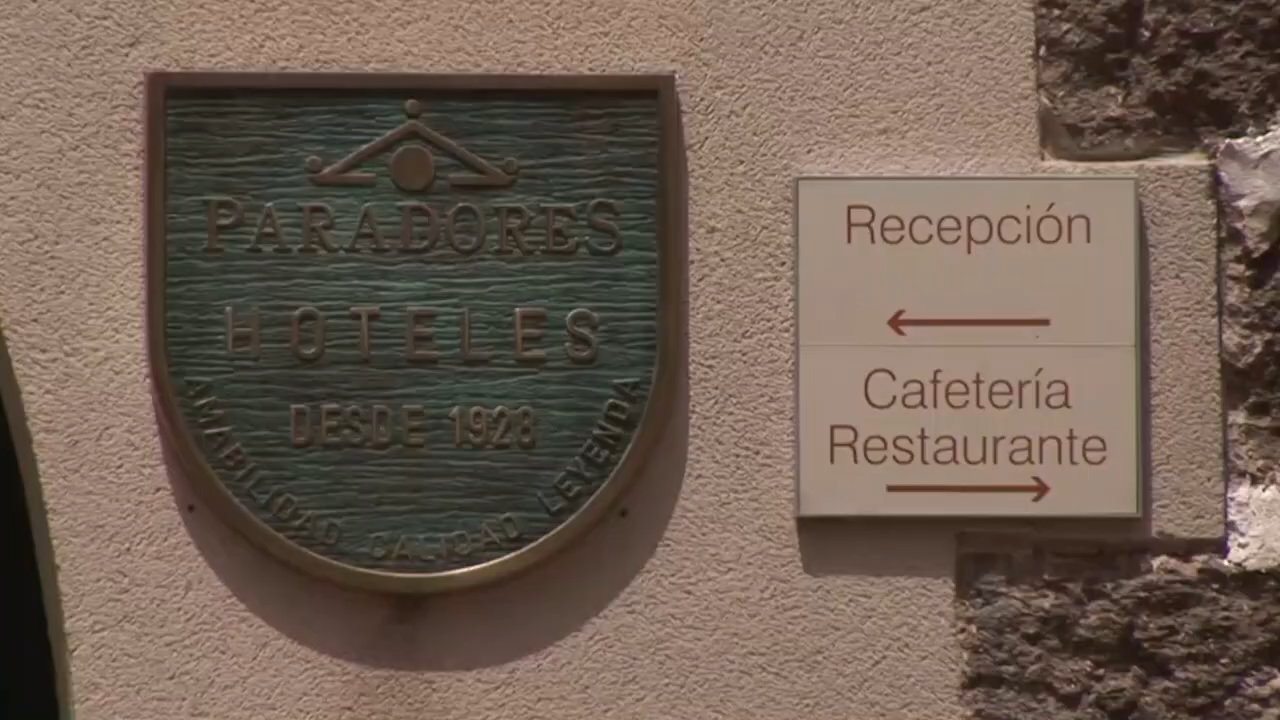 PARADORES
HOTELES
DESDE 1928
AMABILIDAD CALIDAD LEYENDA
Recepción
Cafetería
Restaurante